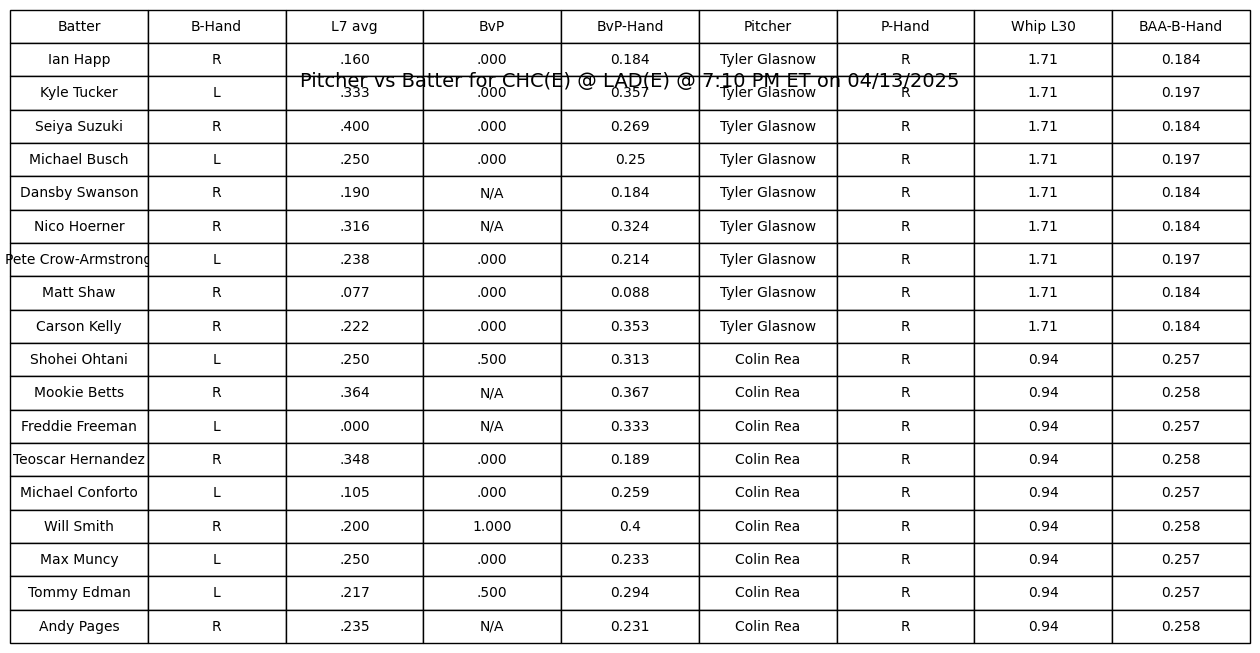 Batter B-Hand L7 avg BvP BvP-Hand Pitcher P-Hand Whip L30 BAA-B-Hand
Ian Happ R .160 .000 0.184 Tyler Glasnow R 1.71 0.184
Pitcher vs Batter for CHC(E) @ LAD(E) @ 7:10 PM ET on 04/13/2025
Kyle Tucker L .333 .000 0.357 Tyler Glasnow R 1.71 0.197
Seiya Suzuki R .400 .000 0.269 Tyler Glasnow R 1.71 0.184
Michael Busch L .250 .000 0.25 Tyler Glasnow R 1.71 0.197
Dansby Swanson R .190 N/A 0.184 Tyler Glasnow R 1.71 0.184
Nico Hoerner R .316 N/A 0.324 Tyler Glasnow R 1.71 0.184
Pete Crow-Armstrong L .238 .000 0.214 Tyler Glasnow R 1.71 0.197
Matt Shaw R .077 .000 0.088 Tyler Glasnow R 1.71 0.184
Carson Kelly R .222 .000 0.353 Tyler Glasnow R 1.71 0.184
Shohei Ohtani L .250 .500 0.313 Colin Rea R 0.94 0.257
Mookie Betts R .364 N/A 0.367 Colin Rea R 0.94 0.258
Freddie Freeman L .000 N/A 0.333 Colin Rea R 0.94 0.257
Teoscar Hernandez R .348 .000 0.189 Colin Rea R 0.94 0.258
Michael Conforto L .105 .000 0.259 Colin Rea R 0.94 0.257
Will Smith R .200 1.000 0.4 Colin Rea R 0.94 0.258
Max Muncy L .250 .000 0.233 Colin Rea R 0.94 0.257
Tommy Edman L .217 .500 0.294 Colin Rea R 0.94 0.257
Andy Pages R .235 N/A 0.231 Colin Rea R 0.94 0.258